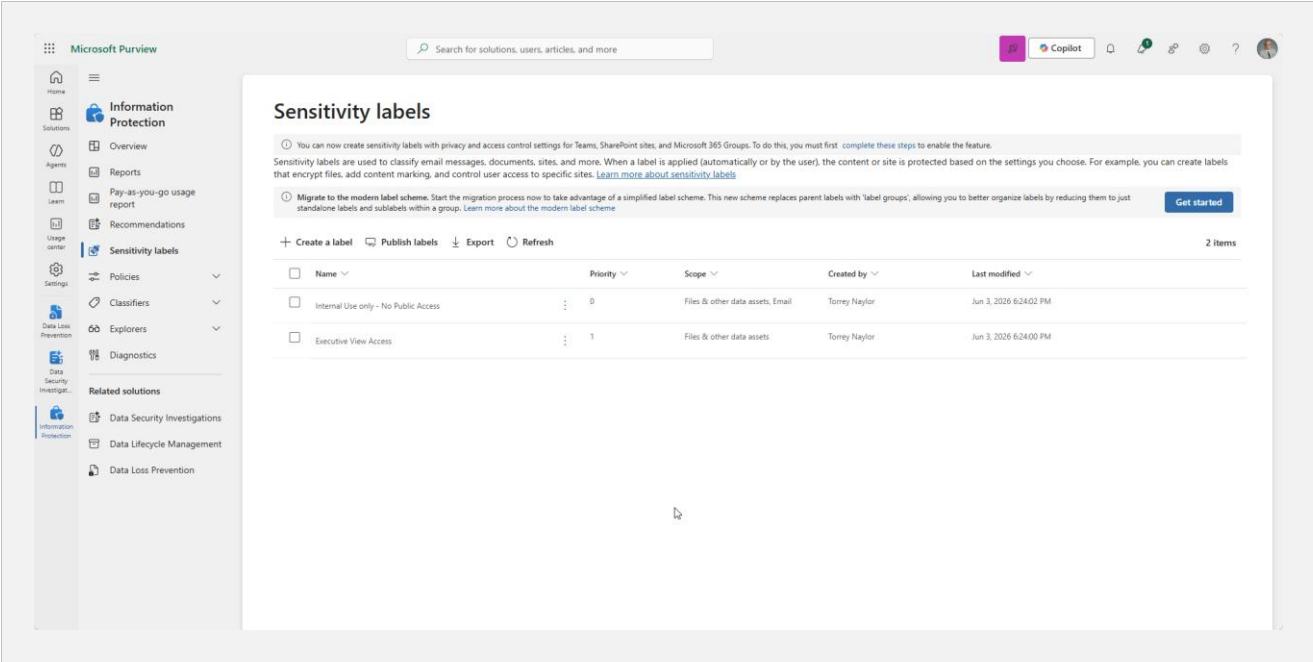 Microsoft Purview
Search for solutions, users, articles, and more
Copilot
1
Home
Solutions
Agents
Learn
Usage
center
Settings
Data Loss
Prevention
Data
Security
Investigat...
Information
Protection
Information
Protection
Overview
Reports
Pay-as-you-go usage
report
Recommendations
Sensitivity labels
Policies
Classifiers
Explorers
Diagnostics
Related solutions
Data Security Investigations
Data Lifecycle Management
Data Loss Prevention
Sensitivity labels
You can now create sensitivity labels with privacy and access control settings for Teams, SharePoint sites, and Microsoft 365 Groups. To do this, you must first complete these steps to enable the feature.
Sensitivity labels are used to classify email messages, documents, sites, and more. When a label is applied (automatically or by the user), the content or site is protected based on the settings you choose. For example, you can create labels
that encrypt files, add content marking, and control user access to specific sites. Learn more about sensitivity labels
Migrate to the modern label scheme. Start the migration process now to take advantage of a simplified label scheme. This new scheme replaces parent labels with 'label groups', allowing you to better organize labels by reducing them to just
standalone labels and sublabels within a group. Learn more about the modern label scheme
Get started
Create a label Publish labels Export Refresh 2 items
Name Priority Scope Created by Last modified
Internal Use only - No Public Access 0 Files & other data assets, Email Torrey Naylor Jun 3, 2026 6:24:02 PM
Executive View Access 1 Files & other data assets Torrey Naylor Jun 3, 2026 6:24:00 PM